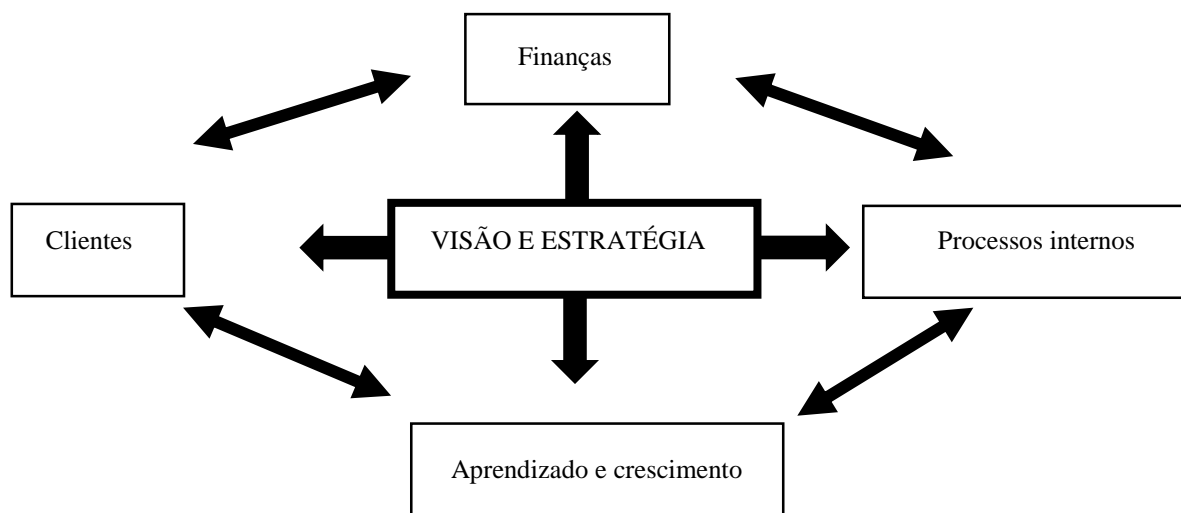 Finanças
Clientes
VISÃO E ESTRATÉGIA
Processos internos
Aprendizado e crescimento